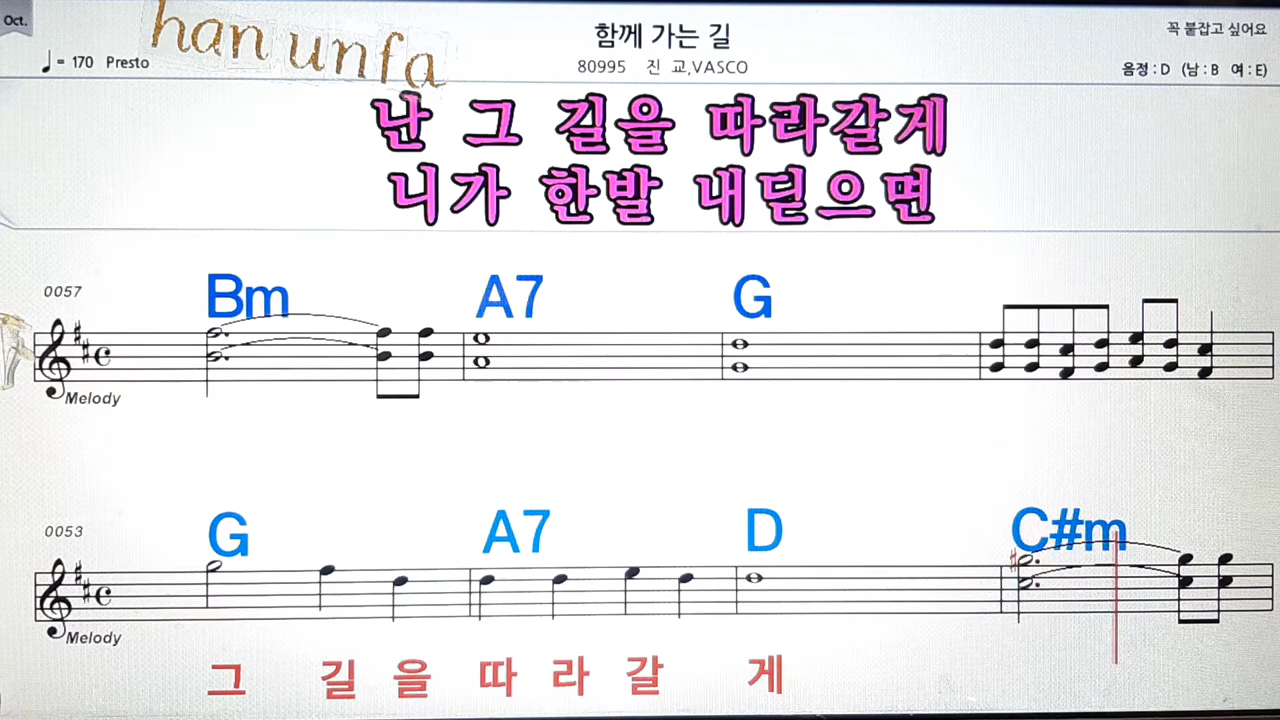 Oct.
han unfa
함께 가는 길
꼭 붙잡고 싶어요
= 170 Presto
80995 진 교,VASCO
음정 : D (남 : B 여 : E)
난 그 길을 따라갈게
니가 한발 내딛으면
0057
Bm A7 G
Melody
0053
G A7 D C#m
Melody
그 길 을 따 라 갈 게